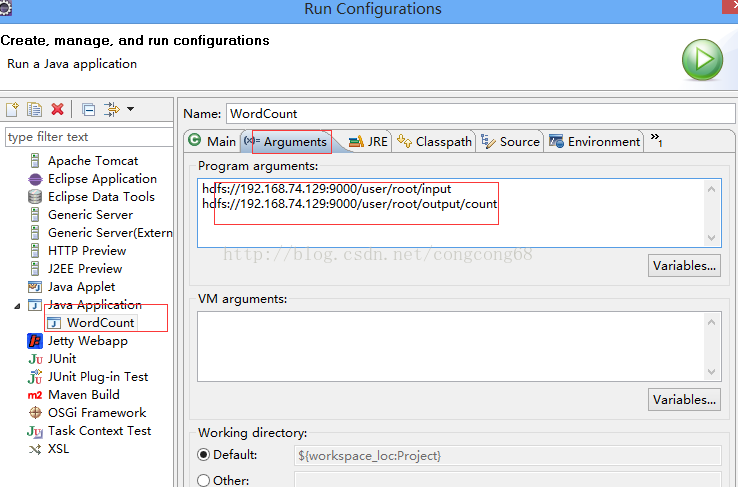 Run Configurations
Create, manage, and run configurations
Run a Java application
Name: WordCount
type filter text
Main (x)= Arguments JRE Classpath Source Environment »1
Apache Tomcat
Eclipse Application
Eclipse Data Tools
Generic Server
Generic Server(Extern
HTTP Preview
J2EE Preview
Java Applet
Java Application
WordCount
Jetty Webapp
JUnit
JUnit Plug-in Test
Maven Build
OSGi Framework
Task Context Test
XSL
Program arguments:
hdfs://192.168.74.129:9000/user/root/input
hdfs://192.168.74.129:9000/user/root/output/count
http://blog.csdn.net/congcong68
Variables...
VM arguments:
Variables...
Working directory:
Default: ${workspace_loc:Project}
Other: